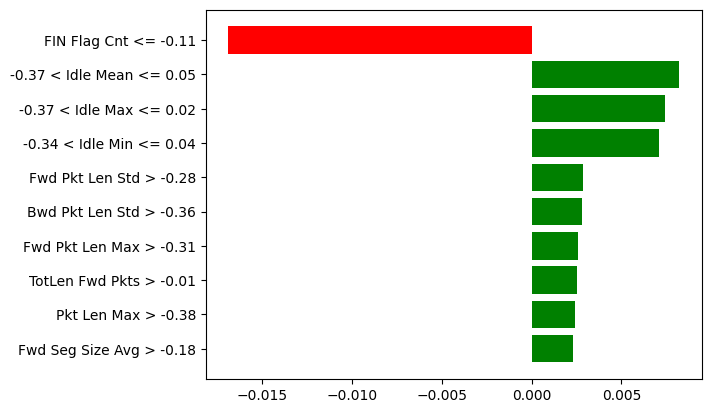 FIN Flag Cnt <= -0.11
-0.37 < Idle Mean <= 0.05
-0.37 < Idle Max <= 0.02
-0.34 < Idle Min <= 0.04
Fwd Pkt Len Std > -0.28
Bwd Pkt Len Std > -0.36
Fwd Pkt Len Max > -0.31
TotLen Fwd Pkts > -0.01
Pkt Len Max > -0.38
Fwd Seg Size Avg > -0.18
−0.015 −0.010 −0.005 0.000 0.005